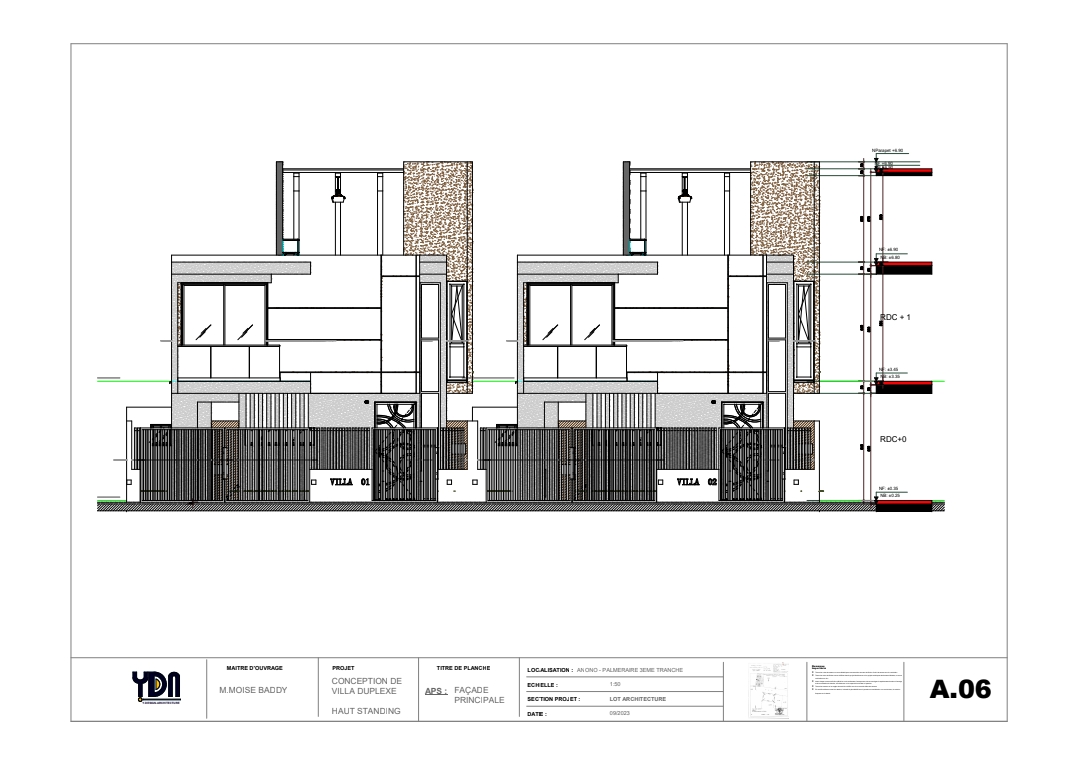 NParapet +6.90
NF: ±6.90
NB: ±6.80
RDC + 1
NF: ±3.45
NB: ±3.35
RDC+0
NF: ±0.35
NB: ±0.25
VILLA 01
VILLA 02
YDN
MAITRE D'OUVRAGE
M.MOISE BADDY
PROJET
CONCEPTION DE
VILLA DUPLEXE
HAUT STANDING
TITRE DE PLANCHE
APS : FAÇADE
PRINCIPALE
LOCALISATION : ANONO - PALMERAIRE 3EME TRANCHE
ECHELLE : 1:50
SECTION PROJET : LOT ARCHITECTURE
DATE : 09/2023
A.06